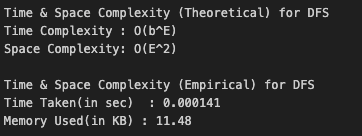 Time & Space Complexity (Theoretical) for DFS
Time Complexity : O(b^E)
Space Complexity: O(E^2)
Time & Space Complexity (Empirical) for DFS
Time Taken(in sec)  : 0.000141
Memory Used(in KB) : 11.48